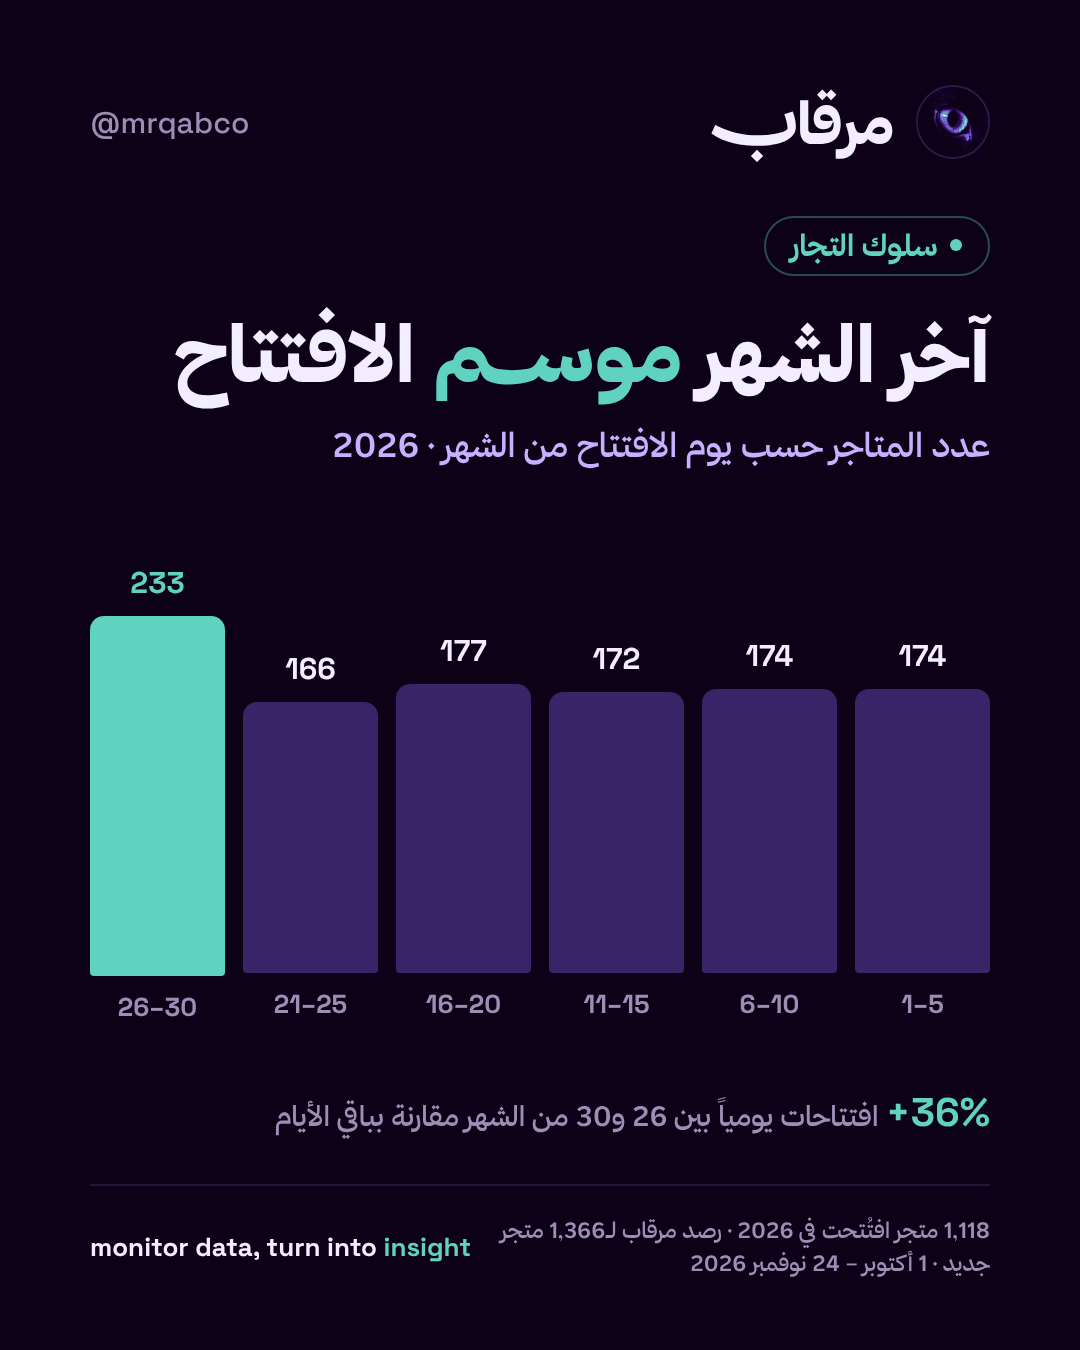 مرقاب
@mrqabco
سلوك التجار
آخر الشهر موسم الافتتاح
عدد المتاجر حسب يوم الافتتاح من الشهر · 2026
174
174
172
177
166
233
1–5
6–10
11–15
16–20
21–25
26–30
+36% افتتاحات يومياً بين 26 و30 من الشهر مقارنة بباقي الأيام
1,118 متجر افتُتحت في 2026 · رصد مرقاب لـ1,366 متجر
جديد · 1 أكتوبر – 24 نوفمبر 2026
monitor data, turn into insight